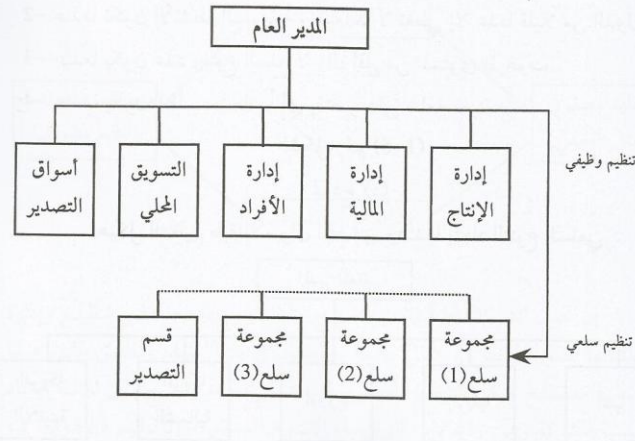 المدير العام
تنظيم وظيفي
إدارة
الإنتاج
إدارة
المالية
إدارة
الأفراد
التسويق
المحلي
أسواق
التصدير
تنظيم سلعي
مجموعة
سلع(1)
مجموعة
سلع(2)
مجموعة
سلع(3)
قسم
التصدير